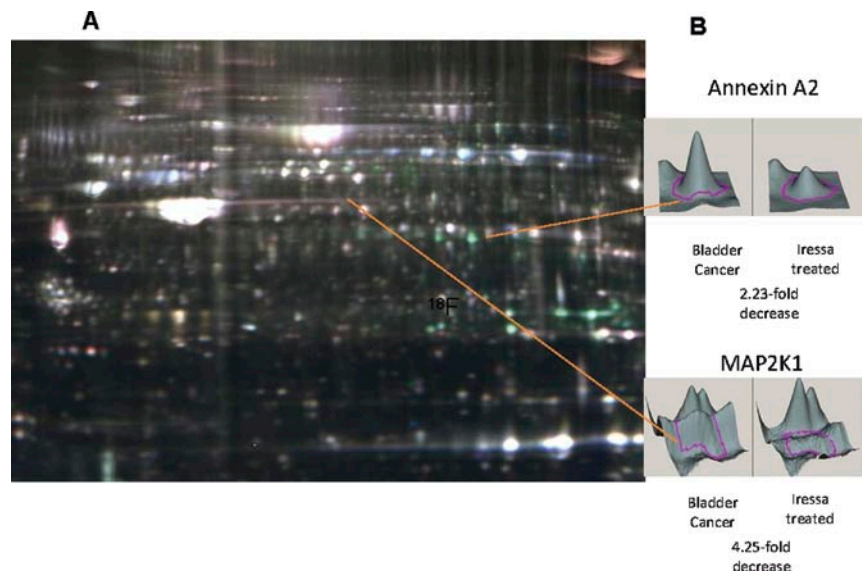 A
B
Annexin A2
Bladder
Cancer
Iressa
treated
2.23-fold
decrease
18F
MAP2K1
Bladder
Cancer
Iressa
treated
4.25-fold
decrease